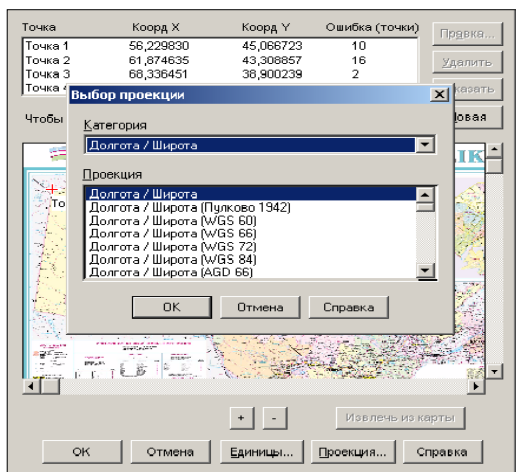 Точка Коорд X Коорд Y Ошибка (точки)
Правка...
Точка 1 56,229830 45,066723 10
Точка 2 61,874635 43,308857 16
Удалить
Точка 3 68,336451 38,900239 2
Точка
Выбор проекции
Чтобы
Категория
Долгота / Широта
Проекция
Долгота / Широта
Долгота / Широта (Пулково 1942)
Долгота / Широта (WGS 60)
Долгота / Широта (WGS 66)
Долгота / Широта (WGS 72)
Долгота / Широта (WGS 84)
Долгота / Широта (AGD 66)
OK Отмена Справка
+ -
Извлечь из карты
OK Отмена Единицы... Проекция... Справка